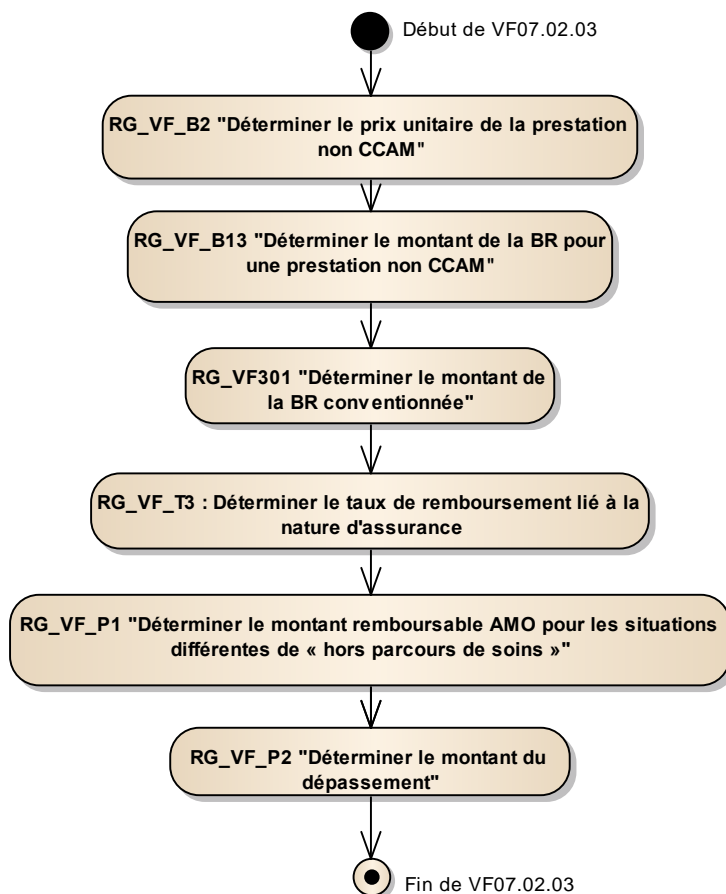 Début de VF07.02.03
RG_VF_B2 "Déterminer le prix unitaire de la prestation
non CCAM"
RG_VF_B13 "Déterminer le montant de la BR pour
une prestation non CCAM"
RG_VF301 "Déterminer le montant de
la BR conventionnée"
RG_VF_T3 : Déterminer le taux de remboursement lié à la
nature d'assurance
RG_VF_P1 "Déterminer le montant remboursable AMO pour les situations
différentes de « hors parcours de soins »"
RG_VF_P2 "Déterminer le montant du
dépassement"
Fin de VF07.02.03